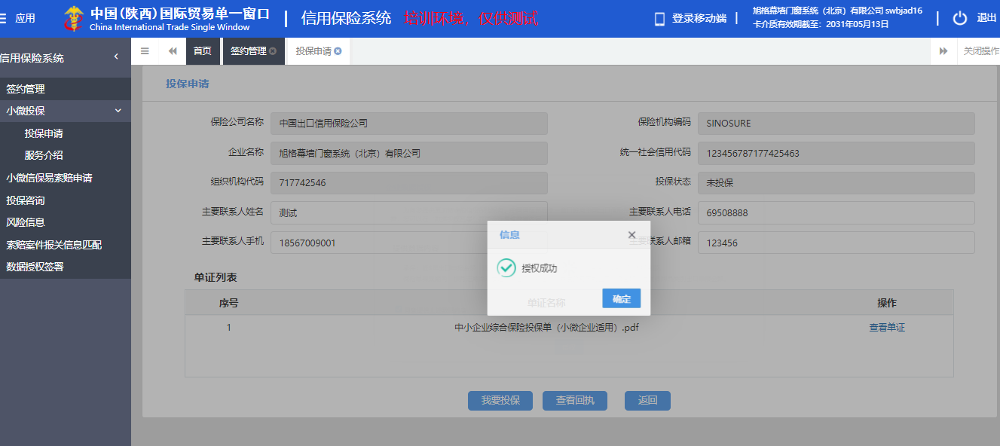 应用
中国(陕西)国际贸易单一窗口
China International Trade Single Window
信用保险系统
培训环境，仅供测试
登录移动端
旭格幕墙门窗系统（北京）有限公司 swbjad16
卡介质有效期截至：2031年05月13日
退出
信用保险系统
首页
签约管理
投保申请
关闭操作
签约管理
小微投保
投保申请
服务介绍
小微信保易索赔申请
投保咨询
风险信息
索赔案件报关信息匹配
数据授权签署
投保申请
保险公司名称 中国出口信用保险公司
保险机构编码 SINOSURE
企业名称 旭格幕墙门窗系统（北京）有限公司
统一社会信用代码 123456787177425463
组织机构代码 717742546
投保状态 未投保
主要联系人姓名 测试
主要联系人电话 69508888
主要联系人手机 18567009001
主要联系人邮箱 123456
信息
授权成功
确定
单证列表
序号 单证名称 操作
1 中小企业综合保险投保单（小微企业适用）.pdf 查看单证
我要投保 查看回执 返回